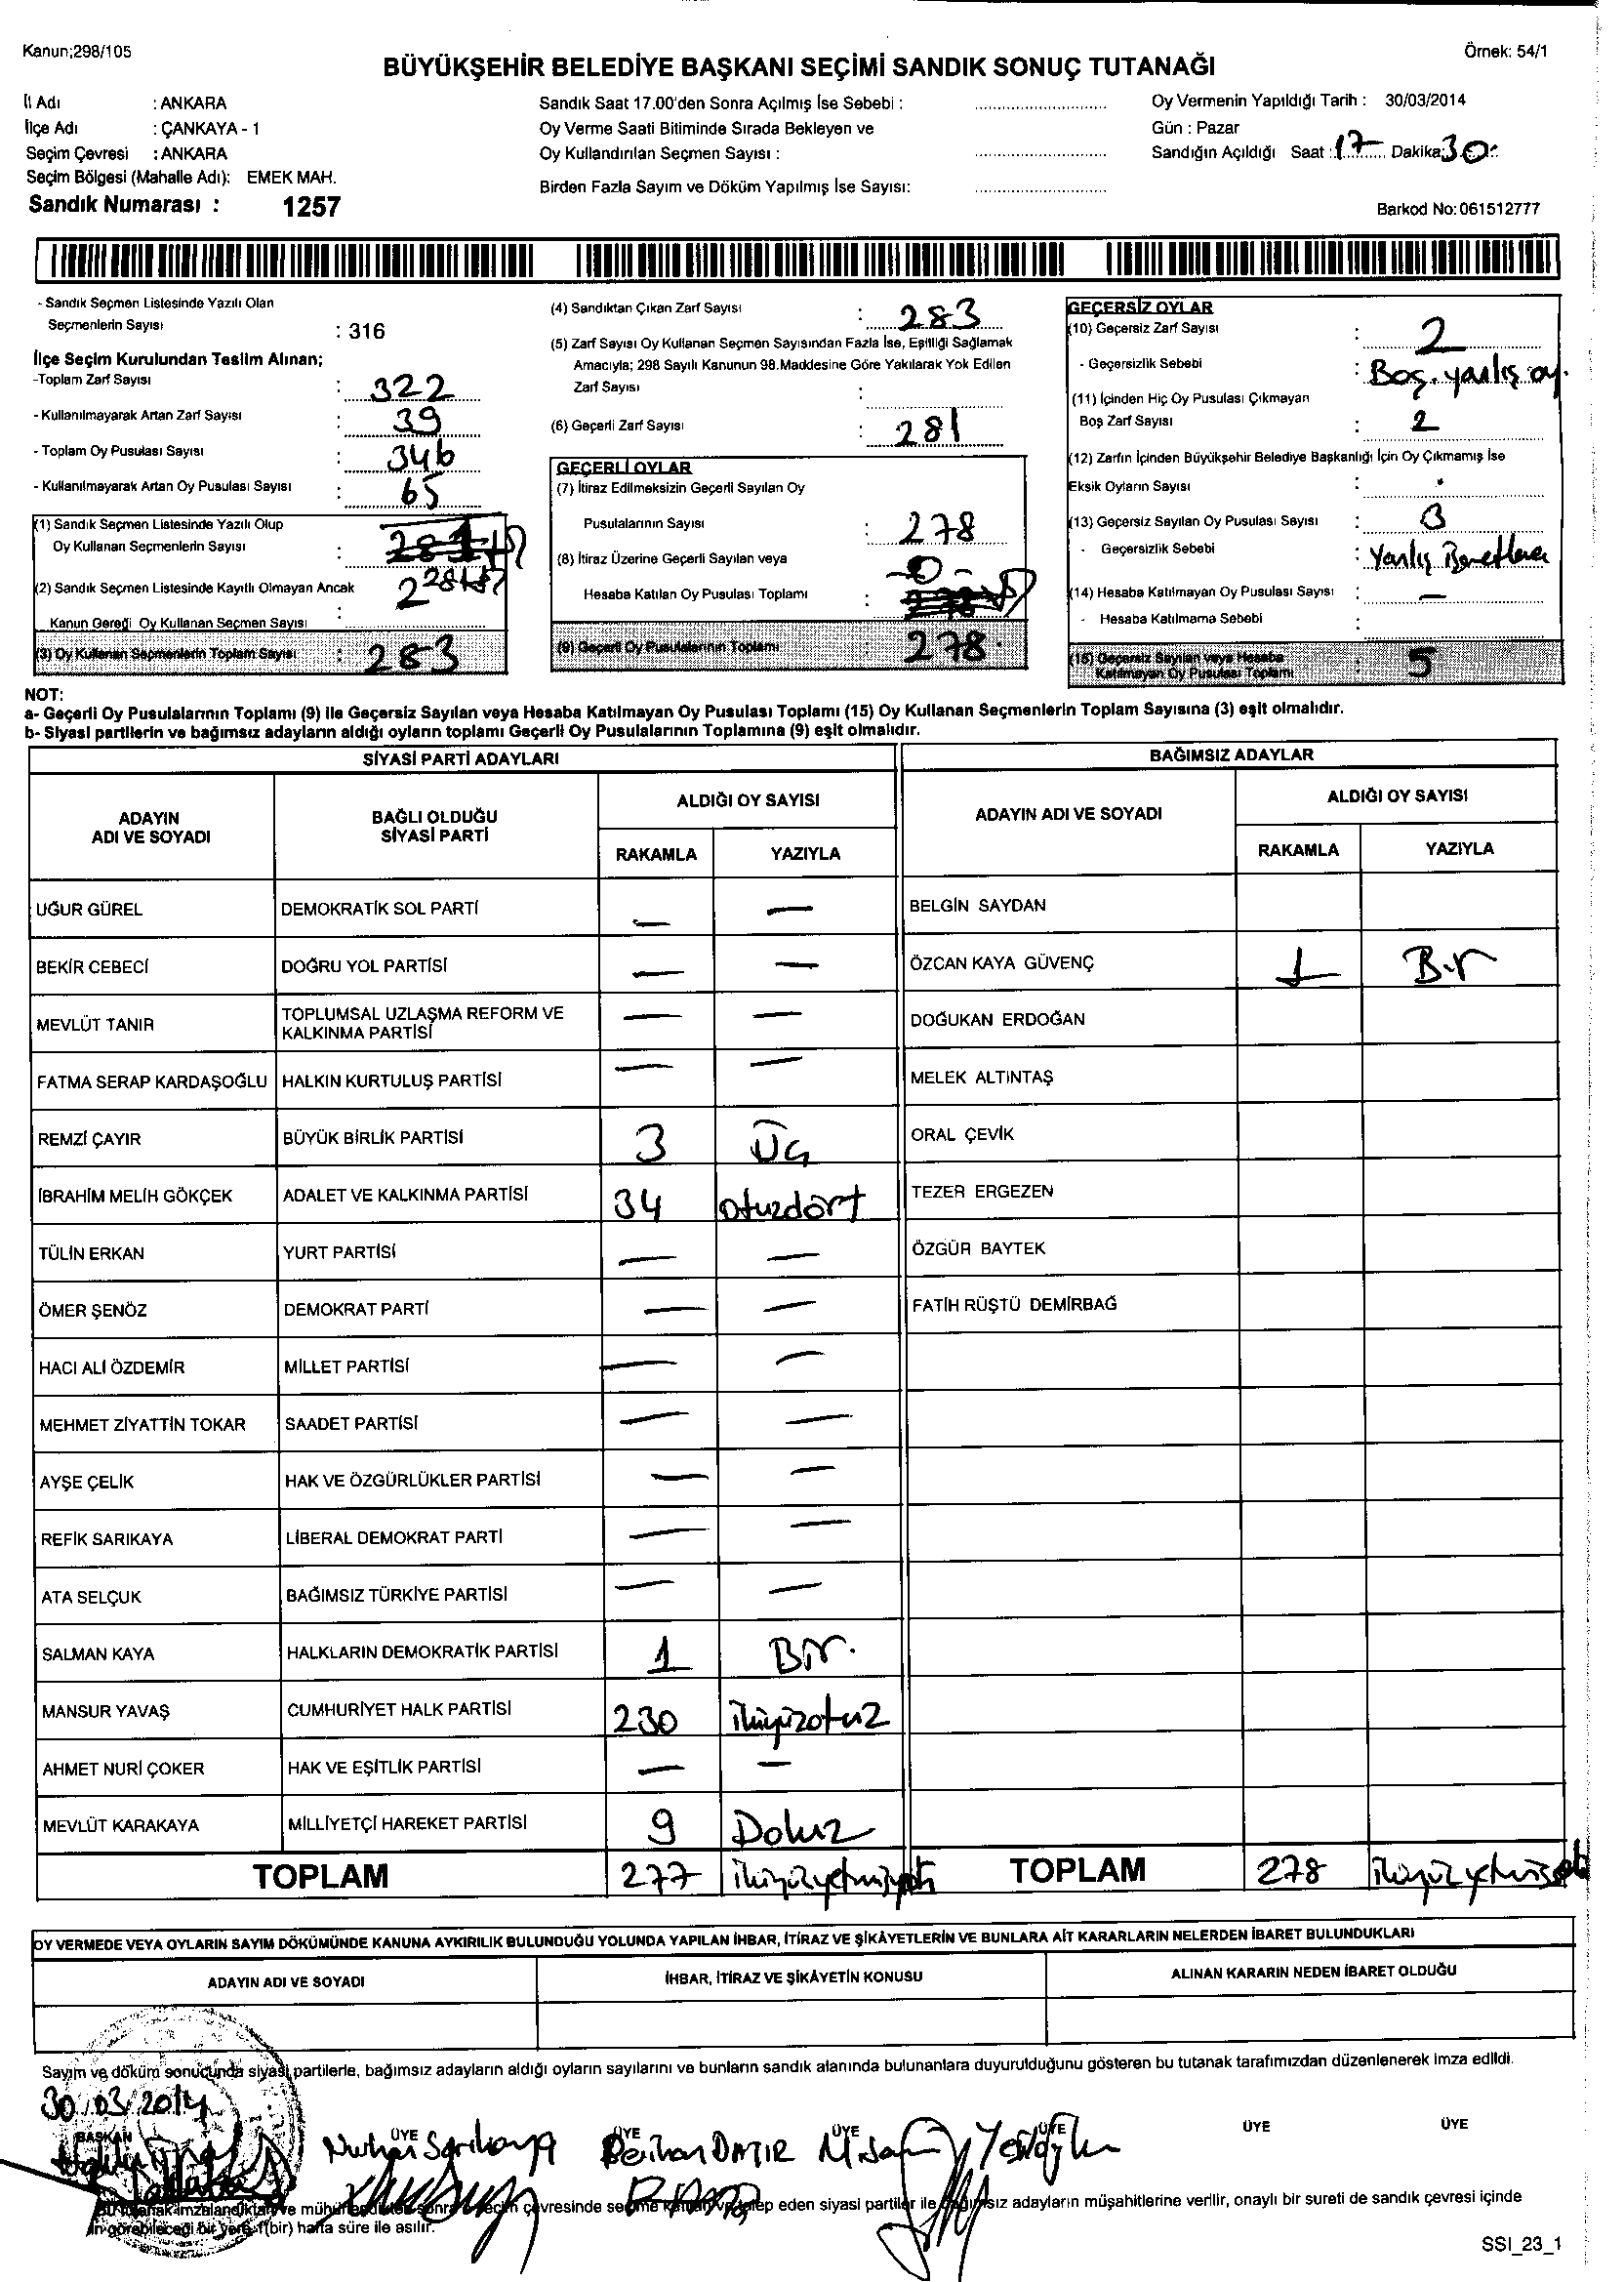 Kanun;298/105
Örnek: 54/1
BÜYÜKŞEHİR BELEDİYE BAŞKANI SEÇİMİ SANDIK SONUÇ TUTANAĞI
İl Adı : ANKARA
İlçe Adı : ÇANKAYA - 1
Seçim Çevresi : ANKARA
Seçim Bölgesi (Mahalle Adı): EMEK MAH.
Sandık Numarası : 1257
Sandık Saat 17.00'den Sonra Açılmış İse Sebebi :
Oy Verme Saati Bitiminde Sırada Bekleyen ve
Oy Kullandırılan Seçmen Sayısı :
Birden Fazla Sayım ve Döküm Yapılmış İse Sayısı:
Oy Vermenin Yapıldığı Tarih : 30/03/2014
Gün : Pazar
Sandığın Açıldığı Saat : 17 Dakika: 30
Barkod No: 061512777
- Sandık Seçmen Listesinde Yazılı Olan
Seçmenlerin Sayısı : 316
İlçe Seçim Kurulundan Teslim Alınan;
-Toplam Zarf Sayısı : 322
- Kullanılmayarak Artan Zarf Sayısı : 39
- Toplam Oy Pusulası Sayısı : 346
- Kullanılmayarak Artan Oy Pusulası Sayısı : 65
(1) Sandık Seçmen Listesinde Yazılı Olup
Oy Kullanan Seçmenlerin Sayısı :
281
(2) Sandık Seçmen Listesinde Kayıtlı Olmayan Ancak 2
Kanun Gereği Oy Kullanan Seçmen Sayısı :
(3) Oy Kullanan Seçmenlerin Toplam Sayısı : 283
(4) Sandıktan Çıkan Zarf Sayısı : 283
(5) Zarf Sayısı Oy Kullanan Seçmen Sayısından Fazla İse, Eşitliği Sağlamak
Amacıyla; 298 Sayılı Kanunun 98.Maddesine Göre Yakılarak Yok Edilen
Zarf Sayısı :
(6) Geçerli Zarf Sayısı : 281
GEÇERLİ OYLAR
(7) İtiraz Edilmeksizin Geçerli Sayılan Oy
Pusulalarının Sayısı : 278
(8) İtiraz Üzerine Geçerli Sayılan veya -0-
Hesaba Katılan Oy Pusulası Toplamı :
(9) Geçerli Oy Pusulalarının Toplamı 278
GEÇERSİZ OYLAR
(10) Geçersiz Zarf Sayısı : 2
- Geçersizlik Sebebi : Boş. yanlış oy.
(11) İçinden Hiç Oy Pusulası Çıkmayan
Boş Zarf Sayısı : 2
(12) Zarfın İçinden Büyükşehir Belediye Başkanlığı İçin Oy Çıkmamış İse
Eksik Oyların Sayısı :
(13) Geçersiz Sayılan Oy Pusulası Sayısı : 3
- Geçersizlik Sebebi : Yanlış
(14) Hesaba Katılmayan Oy Pusulası Sayısı : —
- Hesaba Katılmama Sebebi :
(15) Geçersiz Sayılan veya Hesaba
Katılmayan Oy Pusulası Toplamı : 5
NOT:
a- Geçerli Oy Pusulalarının Toplamı (9) ile Geçersiz Sayılan veya Hesaba Katılmayan Oy Pusulası Toplamı (15) Oy Kullanan Seçmenlerin Toplam Sayısına (3) eşit olmalıdır.
b- Siyasi partilerin ve bağımsız adayların aldığı oyların toplamı Geçerli Oy Pusulalarının Toplamına (9) eşit olmalıdır.
SİYASİ PARTİ ADAYLARI BAĞIMSIZ ADAYLAR
ADAYIN ADI VE SOYADI BAĞLI OLDUĞU SİYASİ PARTİ ALDIĞI OY SAYISI ADAYIN ADI VE SOYADI ALDIĞI OY SAYISI
RAKAMLA YAZIYLA RAKAMLA YAZIYLA
UĞUR GÜREL DEMOKRATİK SOL PARTİ — — BELGİN SAYDAN
BEKİR CEBECİ DOĞRU YOL PARTİSİ — — ÖZCAN KAYA GÜVENÇ 1 Bir
MEVLÜT TANIR TOPLUMSAL UZLAŞMA REFORM VE KALKINMA PARTİSİ — — DOĞUKAN ERDOĞAN
FATMA SERAP KARDAŞOĞLU HALKIN KURTULUŞ PARTİSİ — — MELEK ALTINTAŞ
REMZİ ÇAYIR BÜYÜK BİRLİK PARTİSİ 3 Üç ORAL ÇEVİK
İBRAHİM MELİH GÖKÇEK ADALET VE KALKINMA PARTİSİ 34 otuzdört TEZER ERGEZEN
TÜLİN ERKAN YURT PARTİSİ — — ÖZGÜR BAYTEK
ÖMER ŞENÖZ DEMOKRAT PARTİ — — FATİH RÜŞTÜ DEMİRBAĞ
HACI ALİ ÖZDEMİR MİLLET PARTİSİ — —
MEHMET ZİYATTİN TOKAR SAADET PARTİSİ — —
AYŞE ÇELİK HAK VE ÖZGÜRLÜKLER PARTİSİ — —
REFİK SARIKAYA LİBERAL DEMOKRAT PARTİ — —
ATA SELÇUK BAĞIMSIZ TÜRKİYE PARTİSİ — —
SALMAN KAYA HALKLARIN DEMOKRATİK PARTİSİ 1 Bir.
MANSUR YAVAŞ CUMHURİYET HALK PARTİSİ 230 ikiyüzotuz
AHMET NURİ ÇOKER HAK VE EŞİTLİK PARTİSİ — —
MEVLÜT KARAKAYA MİLLİYETÇİ HAREKET PARTİSİ 9 Dokuz
TOPLAM 277 ikiyüzyetmişyedi TOPLAM 278 ikiyüzyetmişsekiz
OY VERMEDE VEYA OYLARIN SAYIM DÖKÜMÜNDE KANUNA AYKIRILIK BULUNDUĞU YOLUNDA YAPILAN İHBAR, İTİRAZ VE ŞİKÂYETLERİN VE BUNLARA AİT KARARLARIN NELERDEN İBARET BULUNDUKLARI
ADAYIN ADI VE SOYADI İHBAR, İTİRAZ VE ŞİKÂYETİN KONUSU ALINAN KARARIN NEDEN İBARET OLDUĞU
Sayım ve döküm sonucunda siyasi partilerle, bağımsız adayların aldığı oyların sayılarını ve bunların sandık alanında bulunanlara duyurulduğunu gösteren bu tutanak tarafımızdan düzenlenerek imza edildi.
30/03/2014
BAŞKAN ÜYE ÜYE ÜYE ÜYE ÜYE ÜYE
Nurhan Sarıkaya
Bu tutanak imzalandıktan ve mühürlendikten sonra o seçim çevresinde seçime katılan ve talep eden siyasi partiler ile bağımsız adayların müşahitlerine verilir, onaylı bir sureti de sandık çevresi içinde
görebileceği bir yere 1(bir) hafta süre ile asılır.
SSI_23_1